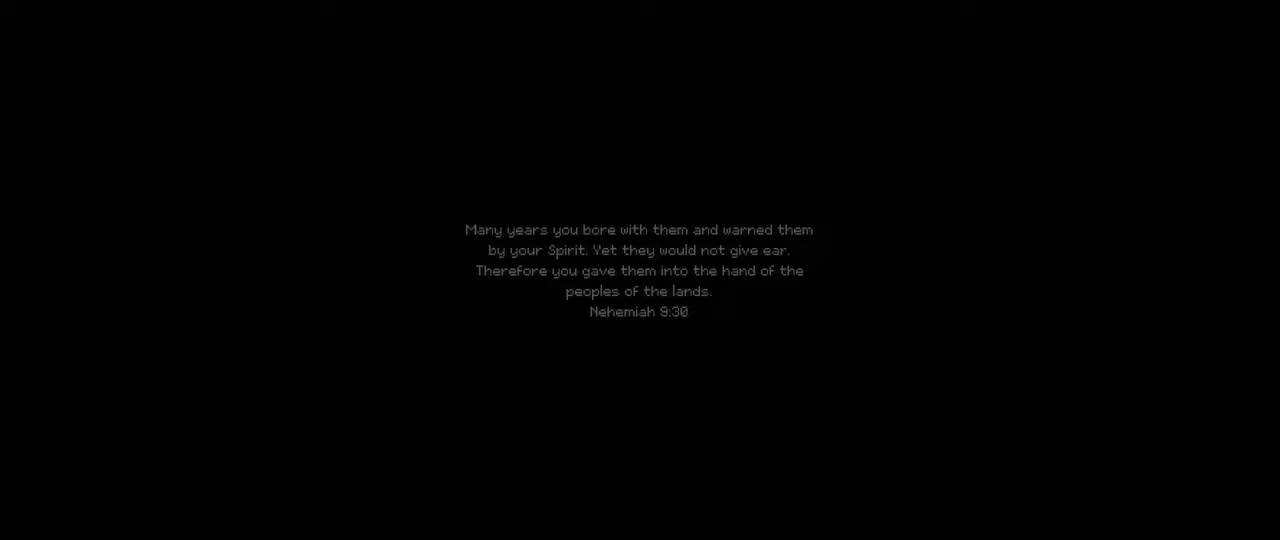 Many years you bore with them and warned them
by your Spirit. Yet they would not give ear.
Therefore you gave them into the hand of the
peoples of the lands.
Nehemiah 9:30